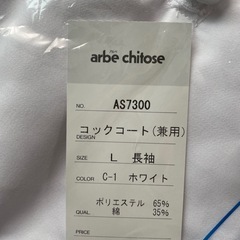 arbe chitose
NO. AS7300
コックコート(兼用)
DESIGN
SIZE L 長袖
COLOR C-1 ホワイト
ポリエステル 65%
QUAL. 綿 35%
PRICE